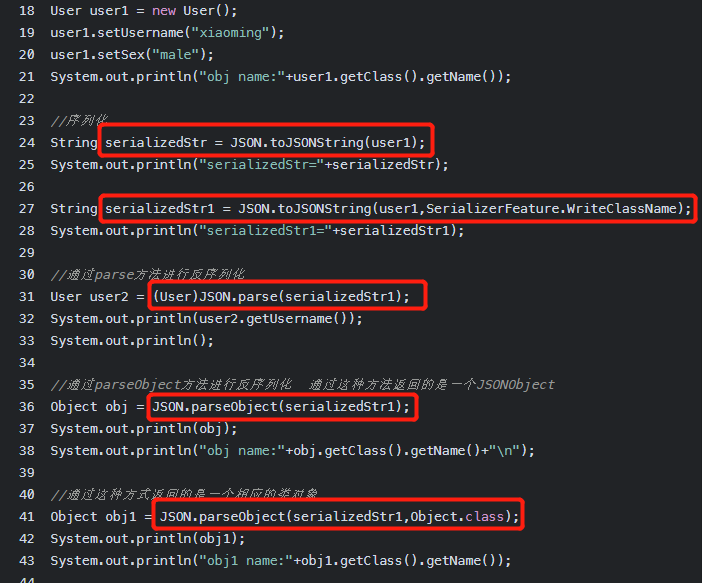 18 User user1 = new User();
19 user1.setUsername("xiaoming");
20 user1.setSex("male");
21 System.out.println("obj name:"+user1.getClass().getName());
22
23 //序列化
24 String serializedStr = JSON.toJSONString(user1);
25 System.out.println("serializedStr="+serializedStr);
26
27 String serializedStr1 = JSON.toJSONString(user1,SerializerFeature.WriteClassName);
28 System.out.println("serializedStr1="+serializedStr1);
29
30 //通过parse方法进行反序列化
31 User user2 = (User)JSON.parse(serializedStr1);
32 System.out.println(user2.getUsername());
33 System.out.println();
34
35 //通过parseObject方法进行反序列化  通过这种方法返回的是一个JSONObject
36 Object obj = JSON.parseObject(serializedStr1);
37 System.out.println(obj);
38 System.out.println("obj name:"+obj.getClass().getName()+"\n");
39
40 //通过这种方式返回的是一个相应的类对象
41 Object obj1 = JSON.parseObject(serializedStr1,Object.class);
42 System.out.println(obj1);
43 System.out.println("obj1 name:"+obj1.getClass().getName());
44